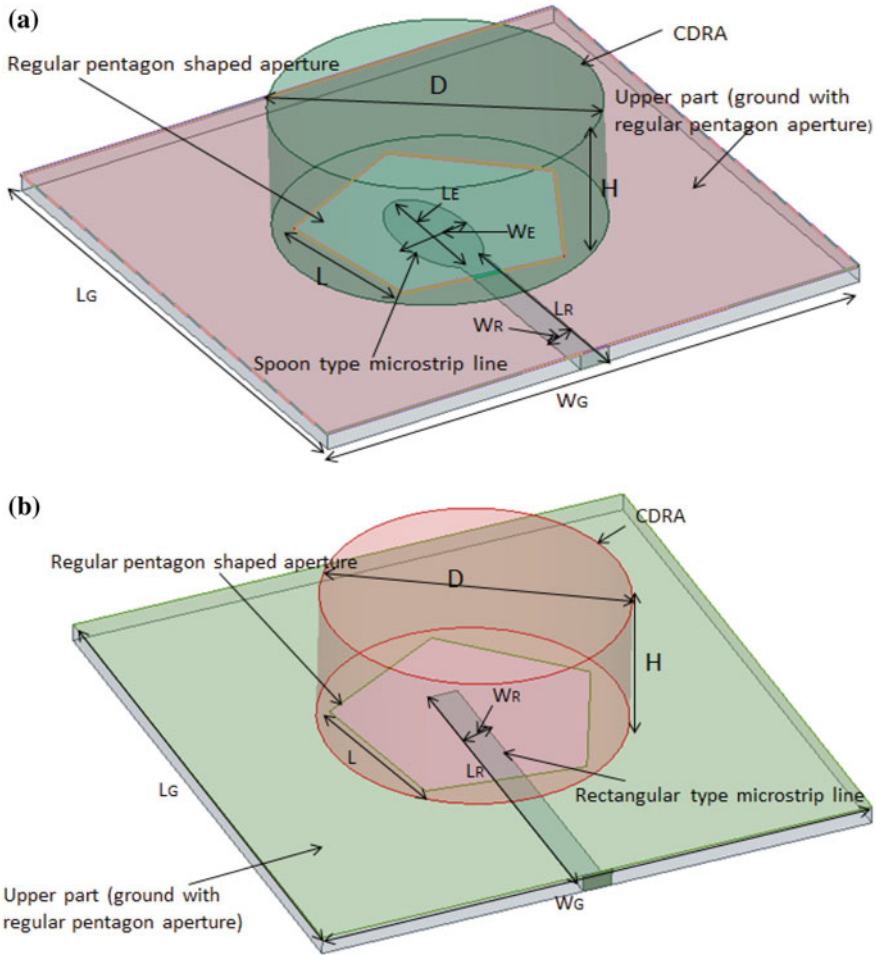 (a)
CDRA
Regular pentagon shaped aperture
D
Upper part (ground with
regular pentagon aperture)
H
LE
WE
L
LG
LR
WR
Spoon type microstrip line
WG
(b)
CDRA
Regular pentagon shaped aperture
D
H
WR
L
LR
LG
Rectangular type microstrip line
Upper part (ground with
regular pentagon aperture)
WG